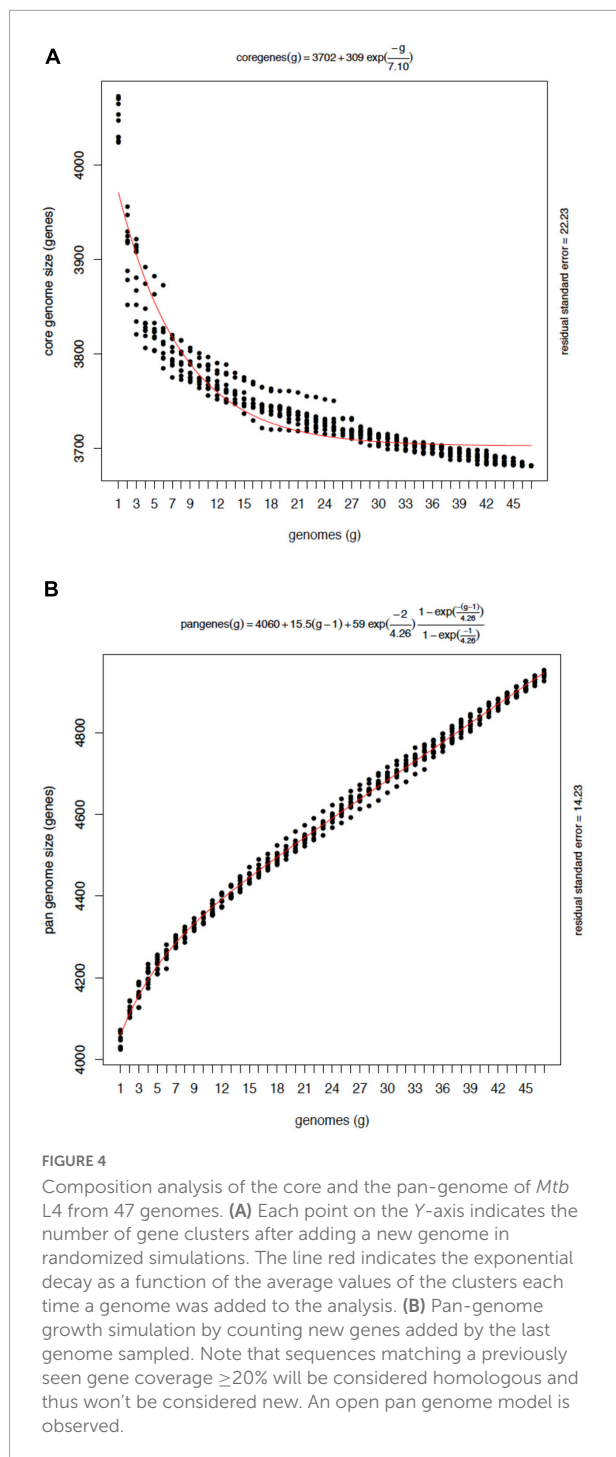 A
coregenes(g) = 3702 + 309 exp(-g/7.10)
4000
3900
3800
3700
core genome size (genes)
residual standard error = 22.23
1 3 5 7 9 12 15 18 21 24 27 30 33 36 39 42 45
genomes (g)
B
pangenes(g) = 4060 + 15.5(g-1) + 59 exp(-2/4.26) 1-exp(-(g-1)/4.26)/1-exp(-1/4.26)
4800
4600
4400
4200
4000
pan genome size (genes)
residual standard error = 14.23
1 3 5 7 9 12 15 18 21 24 27 30 33 36 39 42 45
genomes (g)
FIGURE 4
Composition analysis of the core and the pan-genome of Mtb
L4 from 47 genomes. (A) Each point on the Y-axis indicates the
number of gene clusters after adding a new genome in
randomized simulations. The line red indicates the exponential
decay as a function of the average values of the clusters each
time a genome was added to the analysis. (B) Pan-genome
growth simulation by counting new genes added by the last
genome sampled. Note that sequences matching a previously
seen gene coverage ≥20% will be considered homologous and
thus won't be considered new. An open pan genome model is
observed.